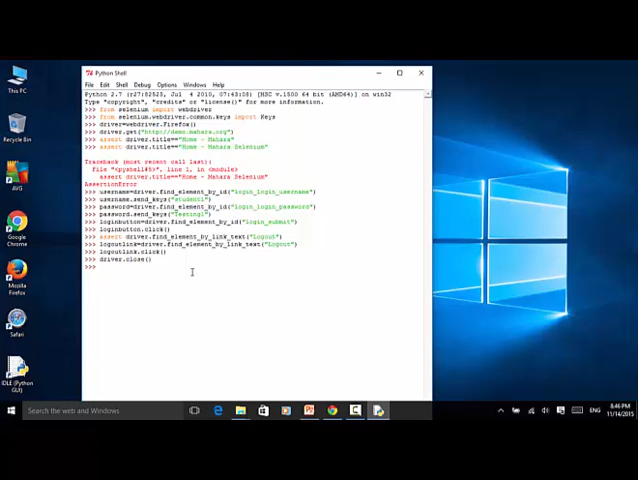 This PC
Recycle Bin
AVG
Google
Chrome
Mozilla
Firefox
Safari
IDLE (Python
GUI)
Python Shell
File Edit Shell Debug Options Windows Help
Python 2.7 (r27:82525, Jul 4 2010, 07:43:08) [MSC v.1500 64 bit (AMD64)] on win32
Type "copyright", "credits" or "license()" for more information.
>>> from selenium import webdriver
>>> from selenium.webdriver.common.keys import Keys
>>> driver=webdriver.Firefox()
>>> driver.get("http://demo.mahara.org")
>>> assert driver.title=="Home - Mahara"
>>> assert driver.title=="Home - Mahara Selenium"
Traceback (most recent call last):
File "<pyshell#5>", line 1, in <module>
assert driver.title=="Home - Mahara Selenium"
AssertionError
>>> username=driver.find_element_by_id("login_login_username")
>>> username.send_keys("student1")
>>> password=driver.find_element_by_id("login_login_password")
>>> password.send_keys("Testing1")
>>> loginbutton=driver.find_element_by_id("login_submit")
>>> loginbutton.click()
>>> assert driver.find_element_by_link_text("Logout")
>>> logoutlink=driver.find_element_by_link_text("Logout")
>>> logoutlink.click()
>>> driver.close()
>>>
Search the web and Windows
ENG
8:46 PM
11/14/2015